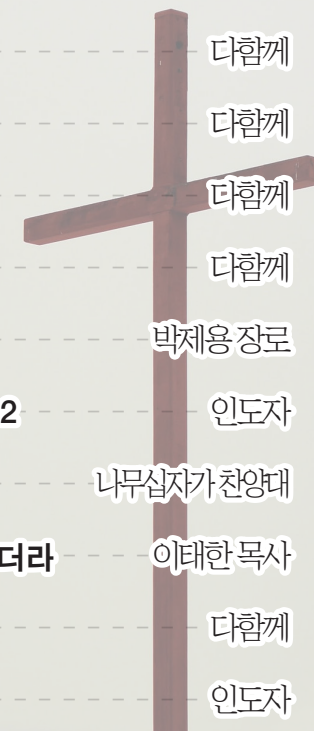 다함께
다함께
다함께
다함께
박제용 장로
2 인도자
나무십자가 찬양대
더라 이태한 목사
다함께
인도자